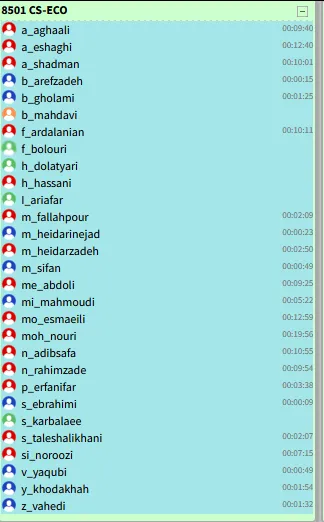 8501 CS-ECO
a_aghaali 00:09:40
a_eshaghi 00:12:40
a_shadman 00:10:01
b_arefzadeh 00:00:15
b_gholami 00:01:25
b_mahdavi
f_ardalanian 00:10:11
f_bolouri
h_dolatyari
h_hassani
l_ariafar
m_fallahpour 00:02:09
m_heidarinejad 00:00:23
m_heidarzadeh 00:02:50
m_sifan 00:00:49
me_abdoli 00:09:25
mi_mahmoudi 00:05:22
mo_esmaeili 00:12:59
moh_nouri 00:19:56
n_adibsafa 00:10:55
n_rahimzade 00:09:54
p_erfanifar 00:03:38
s_ebrahimi 00:00:09
s_karbalaee
s_taleshalikhani 00:02:07
si_noroozi 00:07:15
v_yaqubi 00:00:49
y_khodakhah 00:01:54
z_vahedi 00:01:32